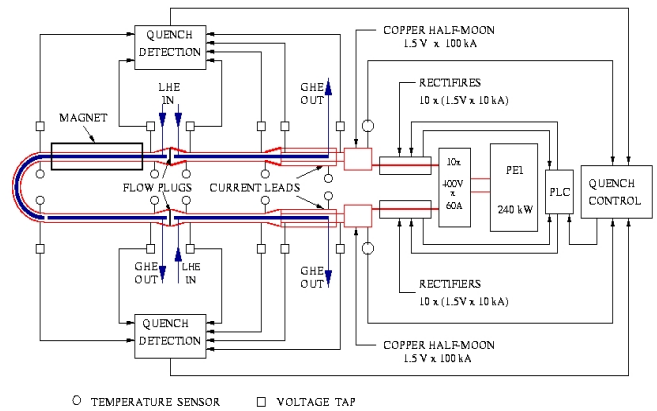 QUENCH
DETECTION
COPPER HALF-MOON
1.5 V x 100 kA
LHE
IN
GHE
OUT
RECTIFIRES
10 x (1.5V x 10 kA)
MAGNET
FLOW PLUGS
CURRENT LEADS
10x
400V
x
60A
PE1
240 kW
PLC
QUENCH
CONTROL
GHE
OUT
LHE
IN
GHE
OUT
RECTIFIERS
10 x (1.5V x 10 kA)
QUENCH
DETECTION
COPPER HALF-MOON
1.5 V x 100 kA
TEMPERATURE SENSOR
VOLTAGE TAP